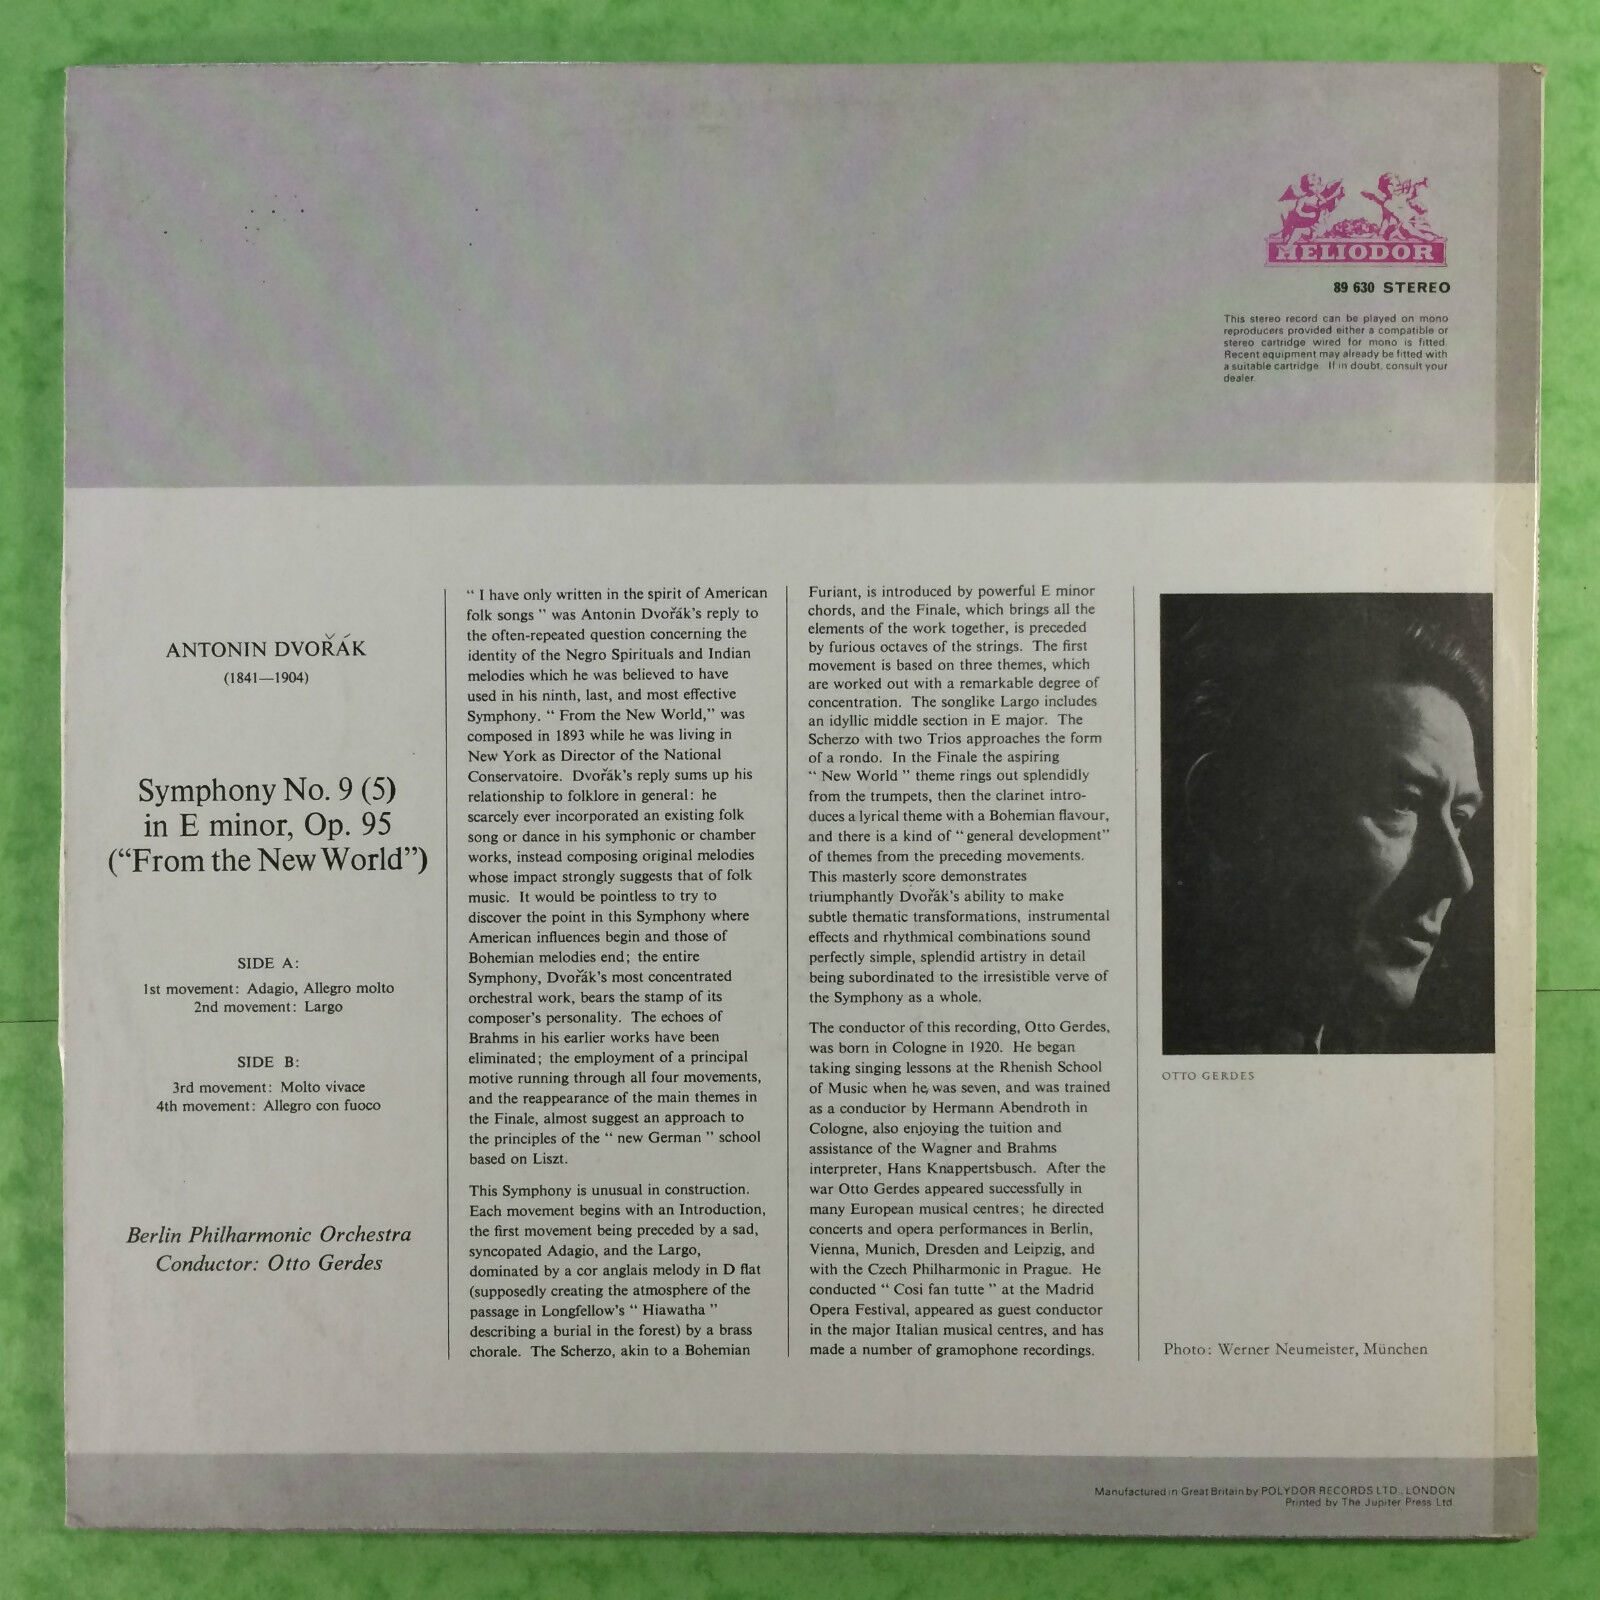 HELIODOR
89 630 STEREO
This stereo record can be played on mono
reproducers provided either a compatible or
stereo cartridge wired for mono is fitted.
Recent equipment may already be fitted with
a suitable cartridge. If in doubt, consult your
dealer.
ANTONIN DVOŘÁK
(1841—1904)
Symphony No. 9 (5)
in E minor, Op. 95
(“From the New World”)
SIDE A:
1st movement: Adagio, Allegro molto
2nd movement: Largo
SIDE B:
3rd movement: Molto vivace
4th movement: Allegro con fuoco
Berlin Philharmonic Orchestra
Conductor: Otto Gerdes
“ I have only written in the spirit of American
folk songs ” was Antonin Dvořák’s reply to
the often-repeated question concerning the
identity of the Negro Spirituals and Indian
melodies which he was believed to have
used in his ninth, last, and most effective
Symphony. “ From the New World,” was
composed in 1893 while he was living in
New York as Director of the National
Conservatoire. Dvořák’s reply sums up his
relationship to folklore in general: he
scarcely ever incorporated an existing folk
song or dance in his symphonic or chamber
works, instead composing original melodies
whose impact strongly suggests that of folk
music. It would be pointless to try to
discover the point in this Symphony where
American influences begin and those of
Bohemian melodies end; the entire
Symphony, Dvořák’s most concentrated
orchestral work, bears the stamp of its
composer’s personality. The echoes of
Brahms in his earlier works have been
eliminated; the employment of a principal
motive running through all four movements,
and the reappearance of the main themes in
the Finale, almost suggest an approach to
the principles of the “ new German ” school
based on Liszt.
This Symphony is unusual in construction.
Each movement begins with an Introduction,
the first movement being preceded by a sad,
syncopated Adagio, and the Largo,
dominated by a cor anglais melody in D flat
(supposedly creating the atmosphere of the
passage in Longfellow’s “ Hiawatha ”
describing a burial in the forest) by a brass
chorale. The Scherzo, akin to a Bohemian
Furiant, is introduced by powerful E minor
chords, and the Finale, which brings all the
elements of the work together, is preceded
by furious octaves of the strings. The first
movement is based on three themes, which
are worked out with a remarkable degree of
concentration. The songlike Largo includes
an idyllic middle section in E major. The
Scherzo with two Trios approaches the form
of a rondo. In the Finale the aspiring
“ New World ” theme rings out splendidly
from the trumpets, then the clarinet intro-
duces a lyrical theme with a Bohemian flavour,
and there is a kind of “general development”
of themes from the preceding movements.
This masterly score demonstrates
triumphantly Dvořák’s ability to make
subtle thematic transformations, instrumental
effects and rhythmical combinations sound
perfectly simple, splendid artistry in detail
being subordinated to the irresistible verve of
the Symphony as a whole.
The conductor of this recording, Otto Gerdes,
was born in Cologne in 1920. He began
taking singing lessons at the Rhenish School
of Music when he was seven, and was trained
as a conductor by Hermann Abendroth in
Cologne, also enjoying the tuition and
assistance of the Wagner and Brahms
interpreter, Hans Knappertsbusch. After the
war Otto Gerdes appeared successfully in
many European musical centres; he directed
concerts and opera performances in Berlin,
Vienna, Munich, Dresden and Leipzig, and
with the Czech Philharmonic in Prague. He
conducted “ Cosi fan tutte ” at the Madrid
Opera Festival, appeared as guest conductor
in the major Italian musical centres, and has
made a number of gramophone recordings.
OTTO GERDES
Photo: Werner Neumeister, München
Manufactured in Great Britain by POLYDOR RECORDS LTD., LONDON
Printed by The Jupiter Press Ltd.